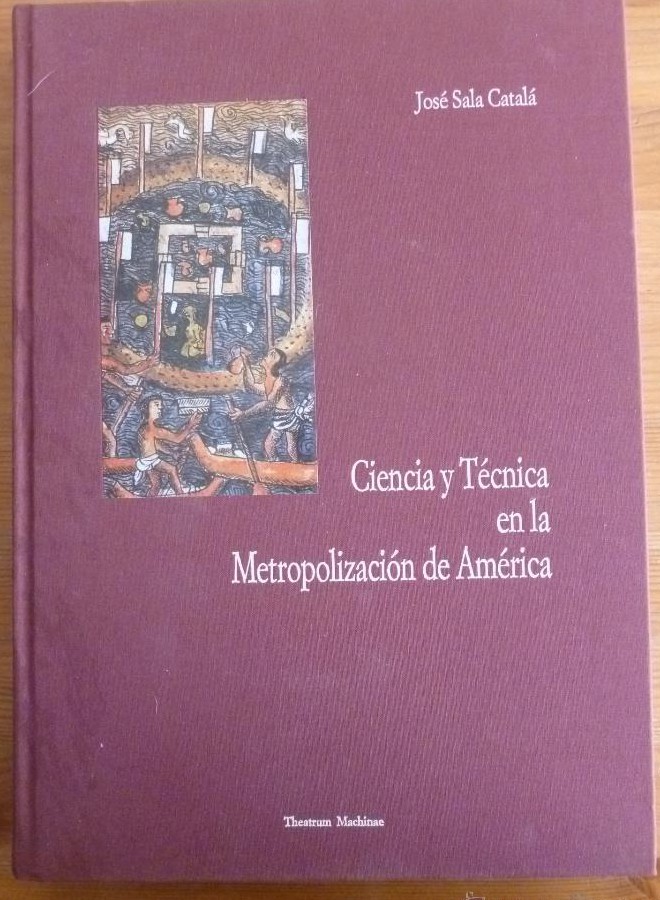 José Sala Catalá
Ciencia y Técnica
en la
Metropolización de América
Theatrum Machinae